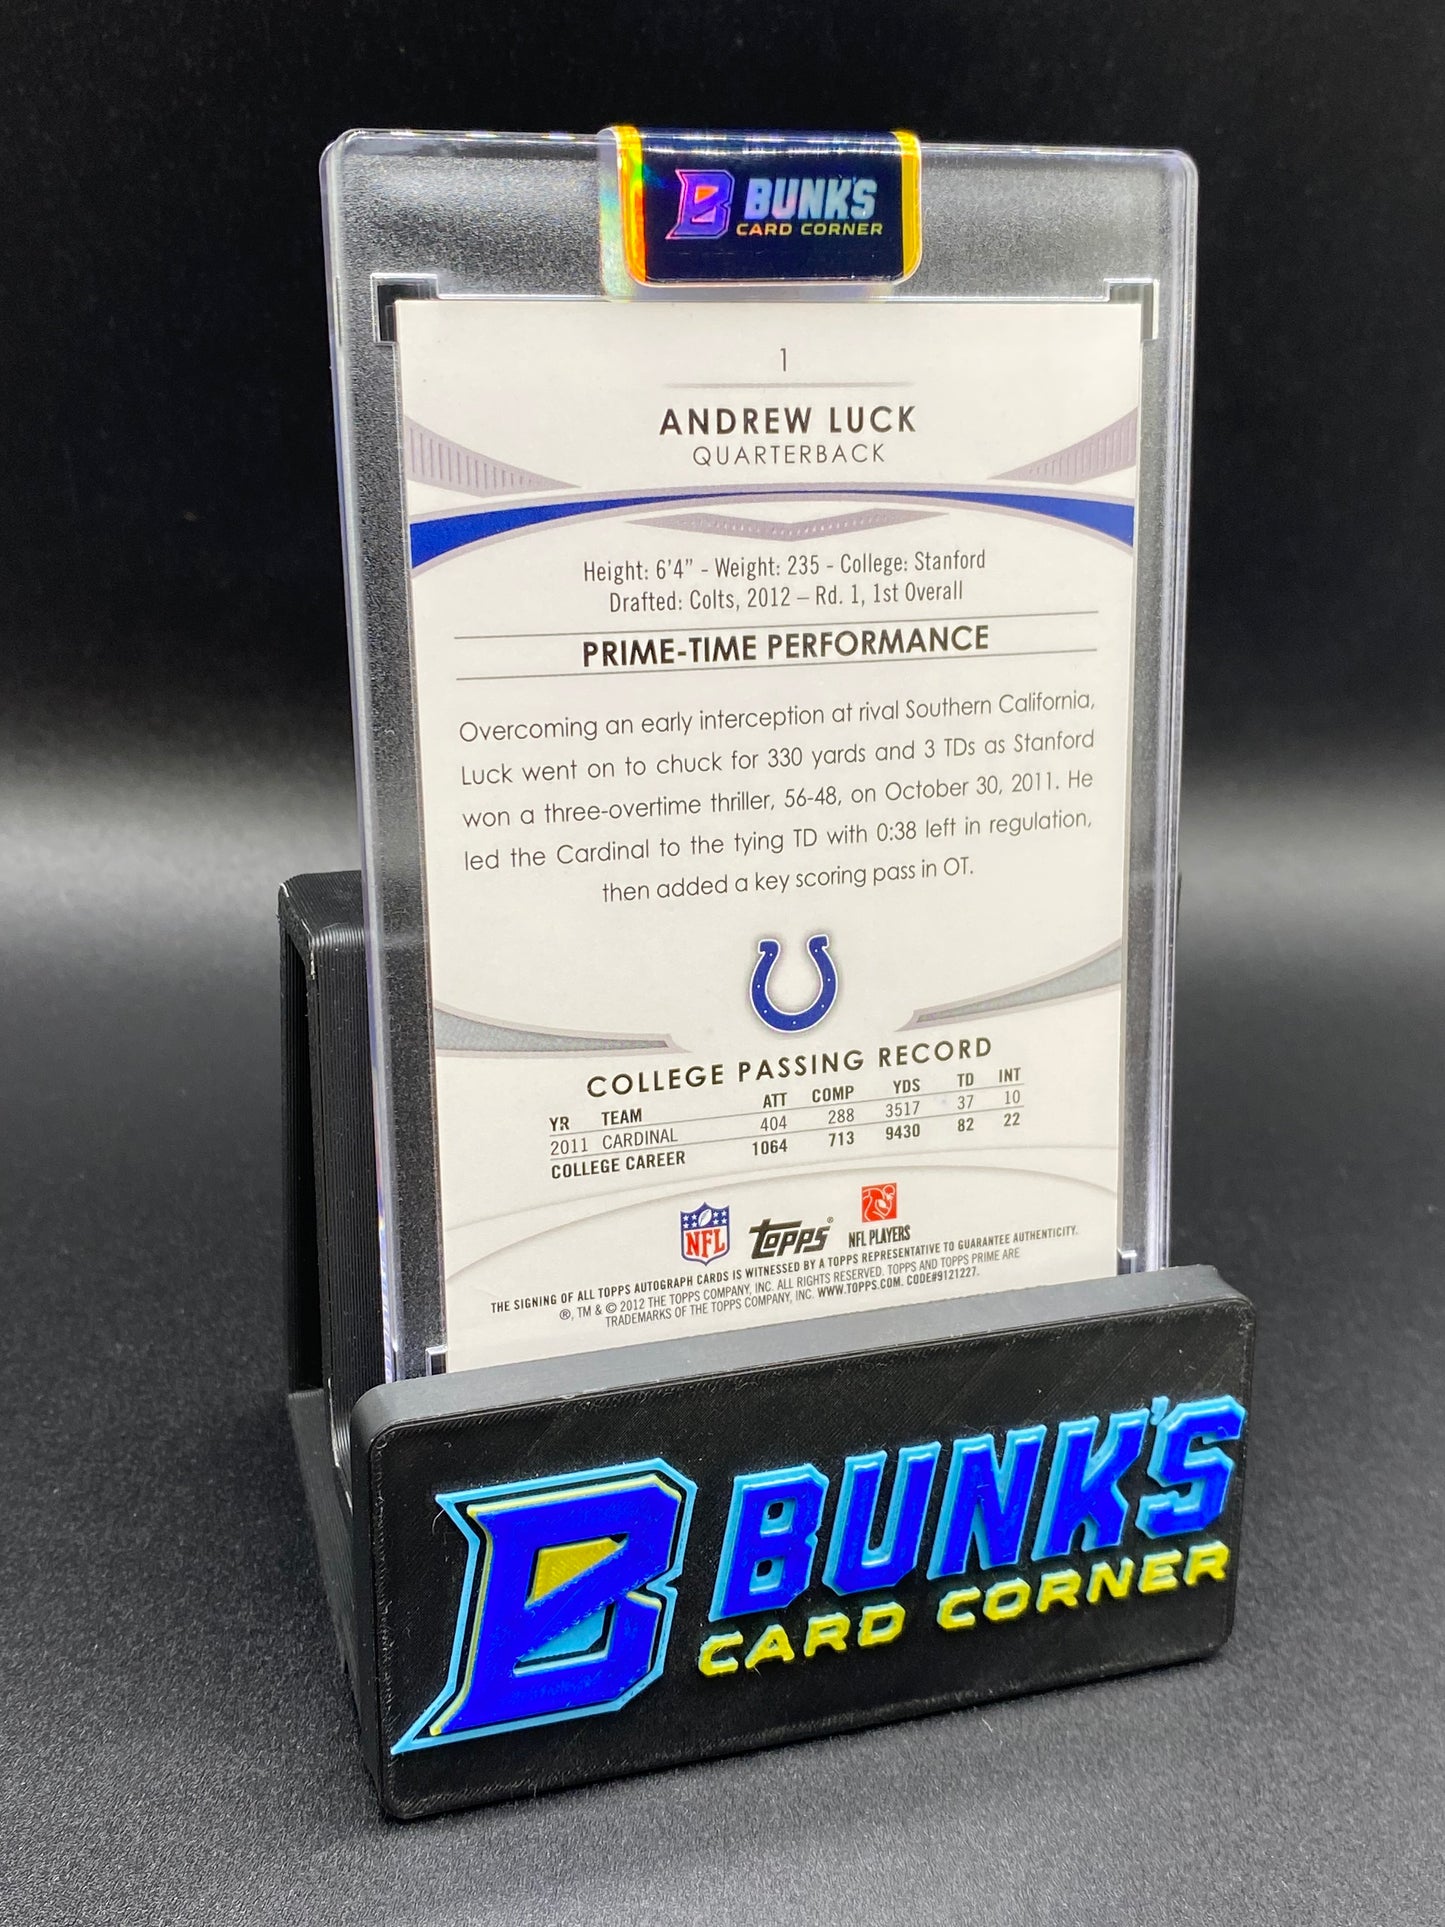 B BUNK'S
CARD CORNER
1
ANDREW LUCK
QUARTERBACK
Height: 6'4" - Weight: 235 - College: Stanford
Drafted: Colts, 2012 – Rd. 1, 1st Overall
PRIME-TIME PERFORMANCE
Overcoming an early interception at rival Southern California,
Luck went on to chuck for 330 yards and 3 TDs as Stanford
won a three-overtime thriller, 56-48, on October 30, 2011. He
led the Cardinal to the tying TD with 0:38 left in regulation,
then added a key scoring pass in OT.
COLLEGE PASSING RECORD
YR TEAM ATT COMP YDS TD INT
2011 CARDINAL 404 288 3517 37 10
COLLEGE CAREER 1064 713 9430 82 22
NFL Topps® NFL PLAYERS
THE SIGNING OF ALL TOPPS AUTOGRAPH CARDS IS WITNESSED BY A TOPPS REPRESENTATIVE TO GUARANTEE AUTHENTICITY.
®, TM & © 2012 THE TOPPS COMPANY, INC. ALL RIGHTS RESERVED. TOPPS AND TOPPS PRIME ARE
TRADEMARKS OF THE TOPPS COMPANY, INC. WWW.TOPPS.COM. CODE#9121227.
B BUNK'S
CARD CORNER